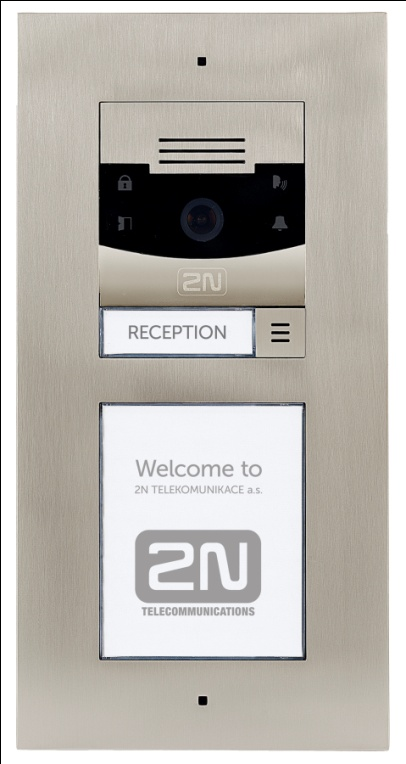 2N
RECEPTION
Welcome to
2N TELEKOMUNIKACE a.s.
2N
TELECOMMUNICATIONS